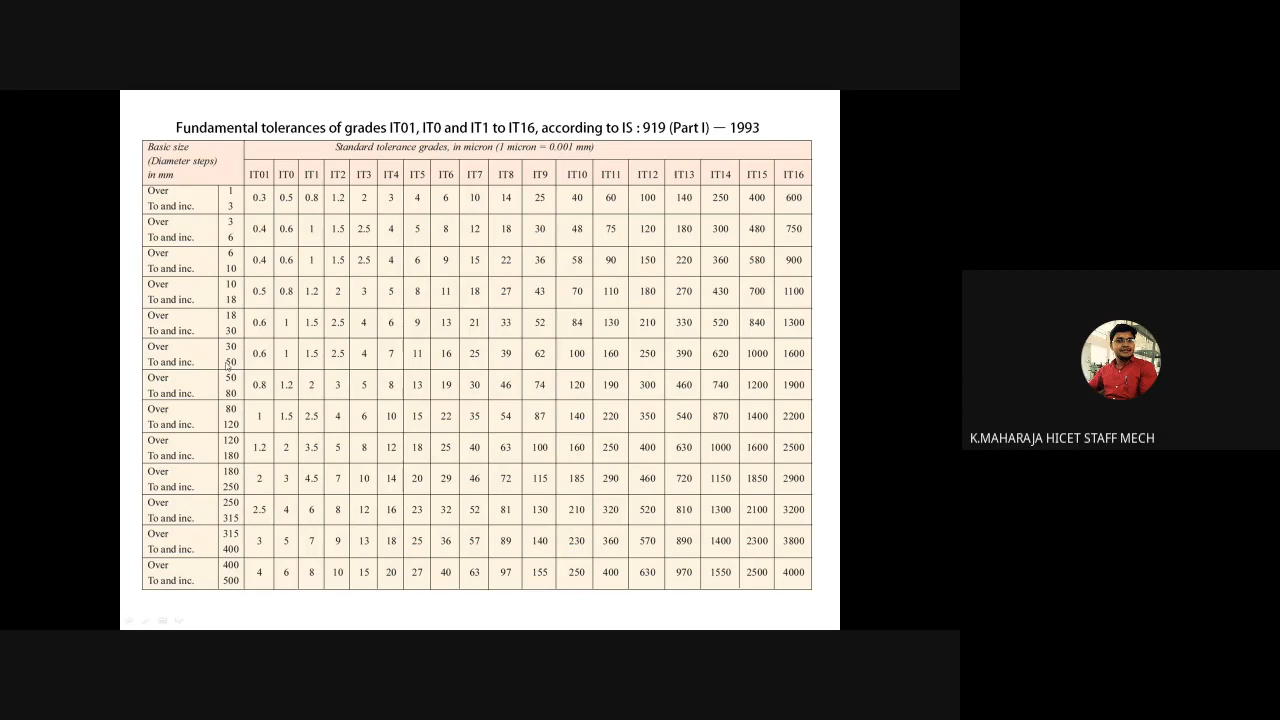 Fundamental tolerances of grades IT01, IT0 and IT1 to IT16, according to IS : 919 (Part I) — 1993
Basic size
(Diameter steps)
in mm
Standard tolerance grades, in micron (1 micron = 0.001 mm)
IT01 IT0 IT1 IT2 IT3 IT4 IT5 IT6 IT7 IT8 IT9 IT10 IT11 IT12 IT13 IT14 IT15 IT16
Over 1
To and inc. 3
0.3 0.5 0.8 1.2 2 3 4 6 10 14 25 40 60 100 140 250 400 600
Over 3
To and inc. 6
0.4 0.6 1 1.5 2.5 4 5 8 12 18 30 48 75 120 180 300 480 750
Over 6
To and inc. 10
0.4 0.6 1 1.5 2.5 4 6 9 15 22 36 58 90 150 220 360 580 900
Over 10
To and inc. 18
0.5 0.8 1.2 2 3 5 8 11 18 27 43 70 110 180 270 430 700 1100
Over 18
To and inc. 30
0.6 1 1.5 2.5 4 6 9 13 21 33 52 84 130 210 330 520 840 1300
Over 30
To and inc. 50
0.6 1 1.5 2.5 4 7 11 16 25 39 62 100 160 250 390 620 1000 1600
Over 50
To and inc. 80
0.8 1.2 2 3 5 8 13 19 30 46 74 120 190 300 460 740 1200 1900
Over 80
To and inc. 120
1 1.5 2.5 4 6 10 15 22 35 54 87 140 220 350 540 870 1400 2200
Over 120
To and inc. 180
1.2 2 3.5 5 8 12 18 25 40 63 100 160 250 400 630 1000 1600 2500
Over 180
To and inc. 250
2 3 4.5 7 10 14 20 29 46 72 115 185 290 460 720 1150 1850 2900
Over 250
To and inc. 315
2.5 4 6 8 12 16 23 32 52 81 130 210 320 520 810 1300 2100 3200
Over 315
To and inc. 400
3 5 7 9 13 18 25 36 57 89 140 230 360 570 890 1400 2300 3800
Over 400
To and inc. 500
4 6 8 10 15 20 27 40 63 97 155 250 400 630 970 1550 2500 4000
K.MAHARAJA HICET STAFF MECH